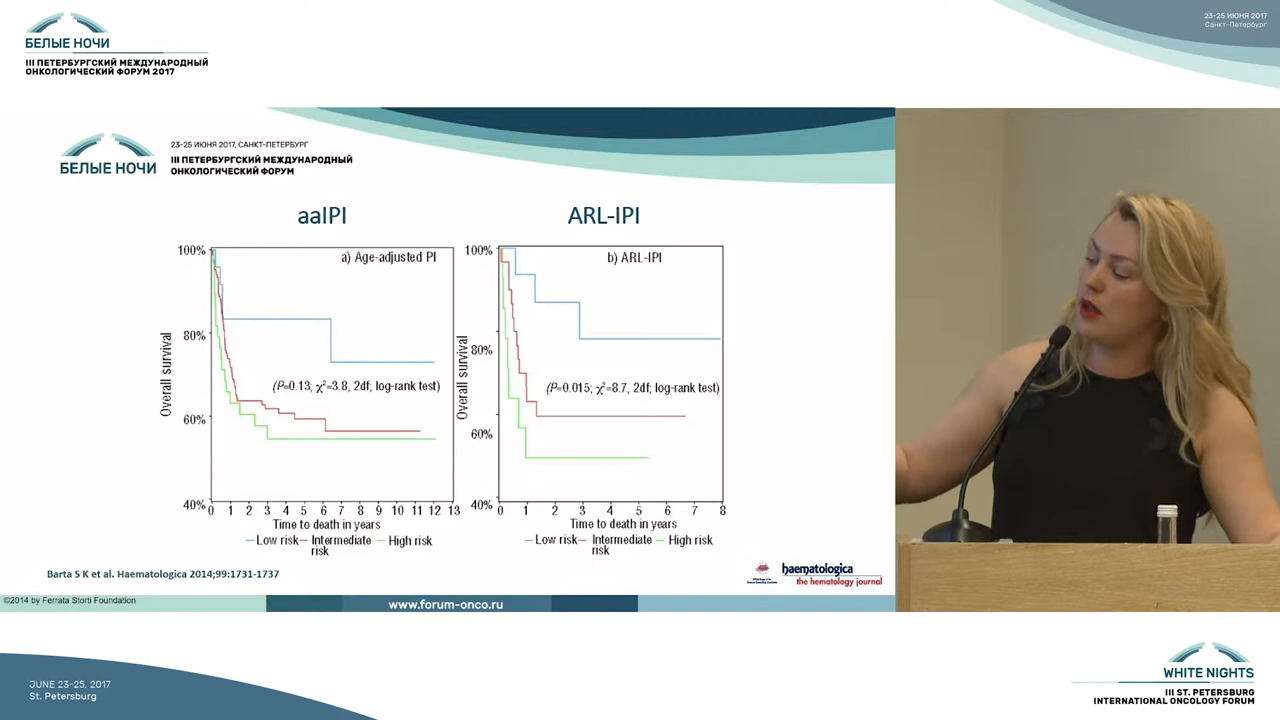 БЕЛЫЕ НОЧИ
III ПЕТЕРБУРГСКИЙ МЕЖДУНАРОДНЫЙ
ОНКОЛОГИЧЕСКИЙ ФОРУМ 2017
23-25 ИЮНЯ 2017
Санкт-Петербург
БЕЛЫЕ НОЧИ
23-25 ИЮНЯ 2017, САНКТ-ПЕТЕРБУРГ
III ПЕТЕРБУРГСКИЙ МЕЖДУНАРОДНЫЙ
ОНКОЛОГИЧЕСКИЙ ФОРУМ
aaIPI
a) Age-adjusted PI
100%
80%
60%
40%
Overall survival
(P=0.13; χ²=3.8, 2df; log-rank test)
0 1 2 3 4 5 6 7 8 9 10 11 12 13
Time to death in years
Low risk Intermediate risk High risk
ARL-IPI
b) ARL-IPI
100%
80%
60%
40%
Overall survival
(P=0.015; χ²=8.7, 2df; log-rank test)
0 1 2 3 4 5 6 7 8
Time to death in years
Low risk Intermediate risk High risk
Barta S K et al. Haematologica 2014;99:1731-1737
haematologica
the hematology journal
©2014 by Ferrata Storti Foundation
www.forum-onco.ru
JUNE 23-25, 2017
St. Petersburg
WHITE NIGHTS
III ST. PETERSBURG
INTERNATIONAL ONCOLOGY FORUM